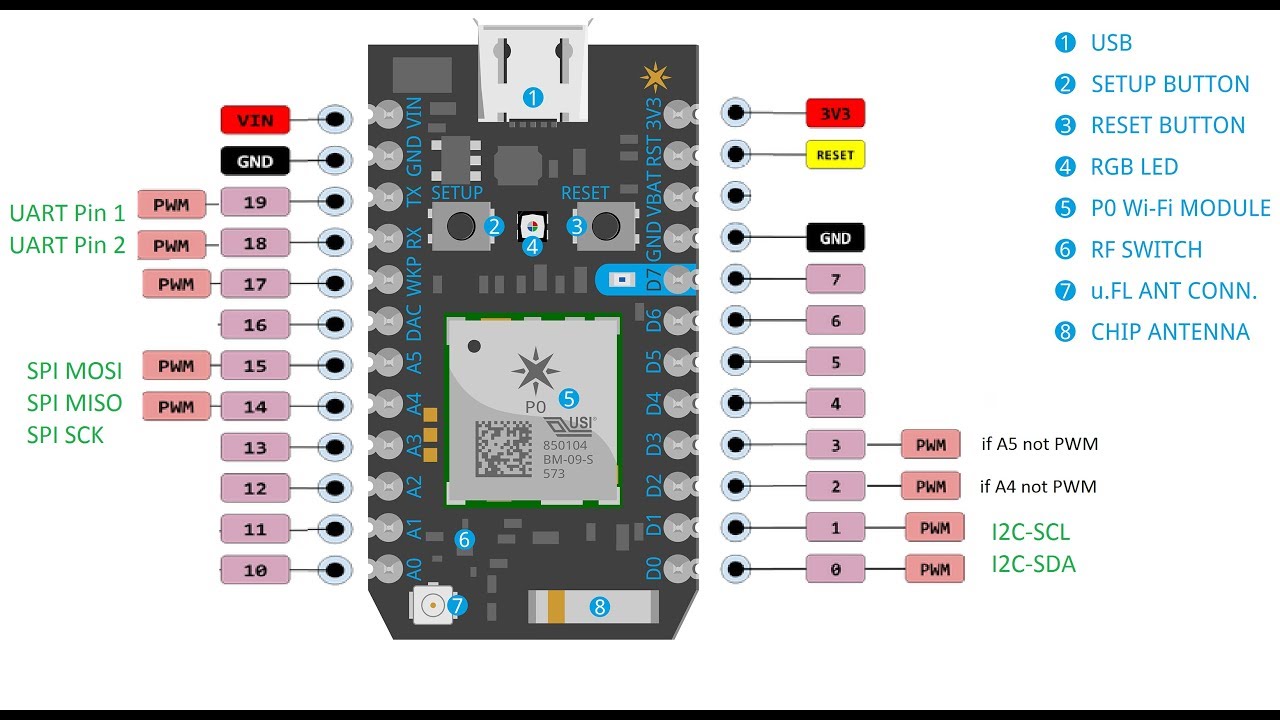 VIN
GND
UART Pin 1 PWM 19
UART Pin 2 PWM 18
PWM 17
16
SPI MOSI PWM 15
SPI MISO PWM 14
SPI SCK 13
12
11
10
VIN
GND
TX
RX
WKP
DAC
A5
A4
A3
A2
A1
A0
1
SETUP
2
RESET
3
4
P0
5
USI®
850104
BM-09-S
573
6
7
8
3V3
RST
VBAT
GND
D7
D6
D5
D4
D3
D2
D1
D0
3V3
RESET
GND
7
6
5
4
3 PWM if A5 not PWM
2 PWM if A4 not PWM
1 PWM I2C-SCL
0 PWM I2C-SDA
1 USB
2 SETUP BUTTON
3 RESET BUTTON
4 RGB LED
5 P0 Wi-Fi MODULE
6 RF SWITCH
7 u.FL ANT CONN.
8 CHIP ANTENNA